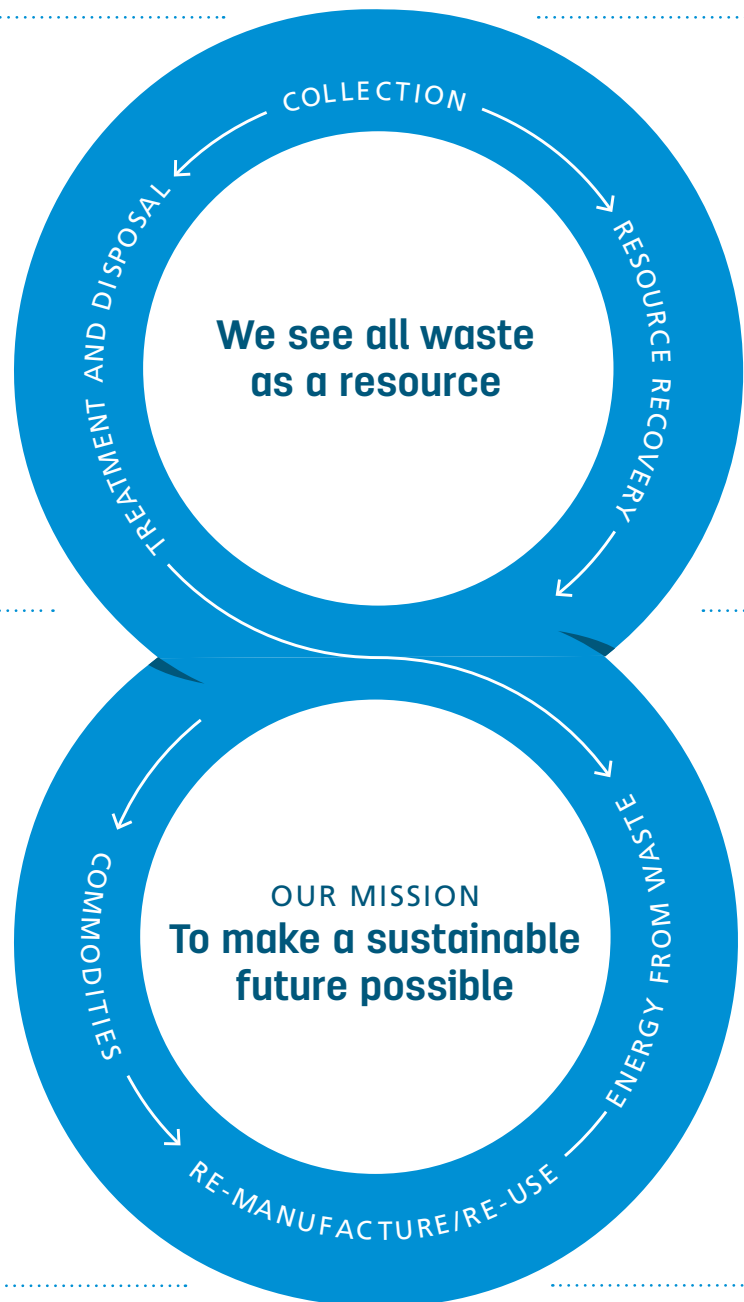 COLLECTION
TREATMENT AND DISPOSAL
RESOURCE RECOVERY
We see all waste
as a resource
OUR MISSION
To make a sustainable
future possible
COMMODITIES
ENERGY FROM WASTE
RE-MANUFACTURE/RE-USE